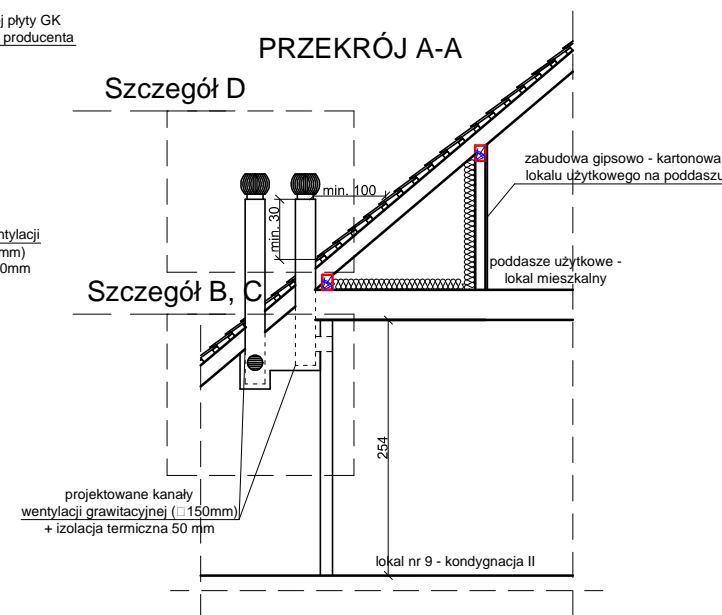 j płyty GK
producenta
PRZEKRÓJ A-A
Szczegół D
min. 100
min. 30
zabudowa gipsowo - kartonowa
lokalu użytkowego na poddaszu
ntylacji
mm)
0mm
poddasze użytkowe -
lokal mieszkalny
Szczegół B, C
254
projektowane kanały
wentylacji grawitacyjnej (□150mm)
+ izolacja termiczna 50 mm
lokal nr 9 - kondygnacja II